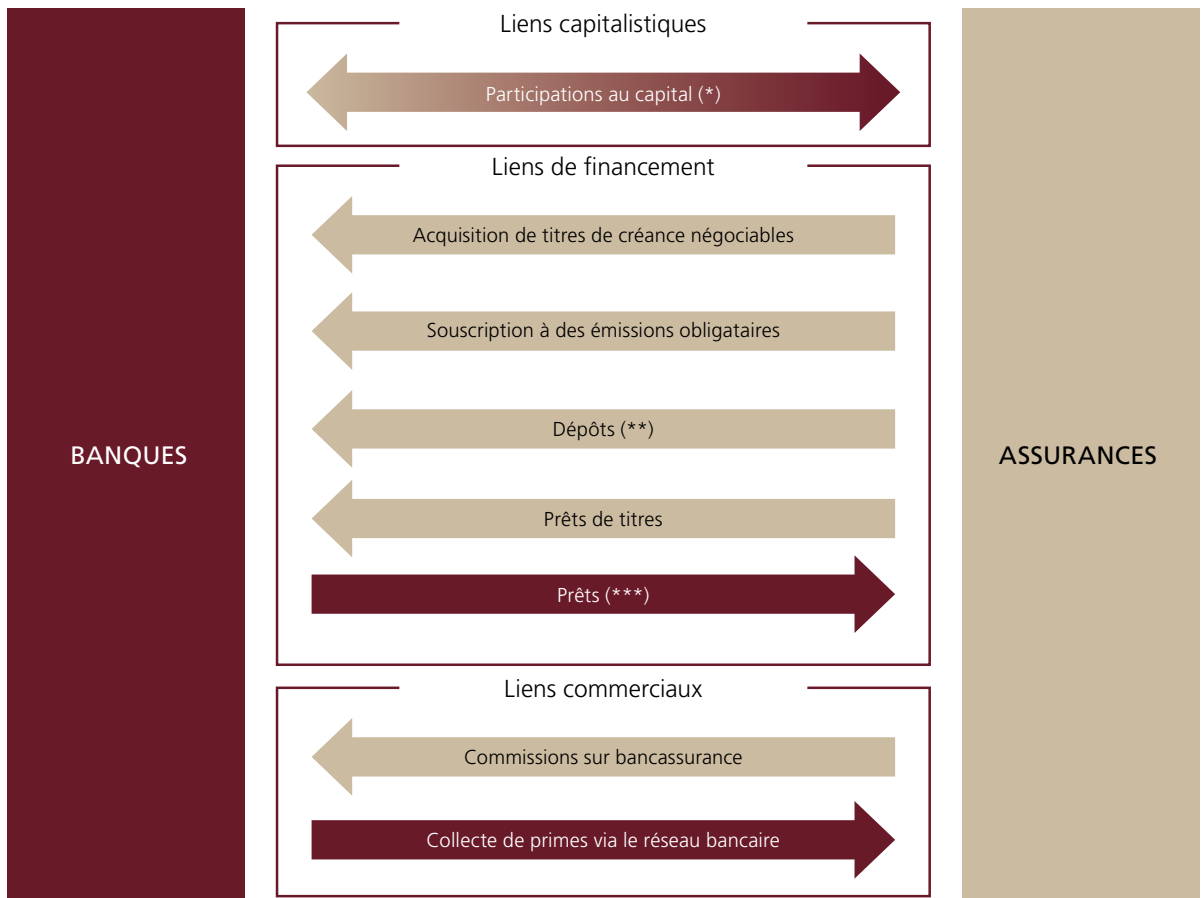 Liens capitalistiques
Participations au capital (*)
Liens de financement
Acquisition de titres de créance négociables
Souscription à des émissions obligataires
Dépôts (**)
BANQUES
ASSURANCES
Prêts de titres
Prêts (***)
Liens commerciaux
Commissions sur bancassurance
Collecte de primes via le réseau bancaire